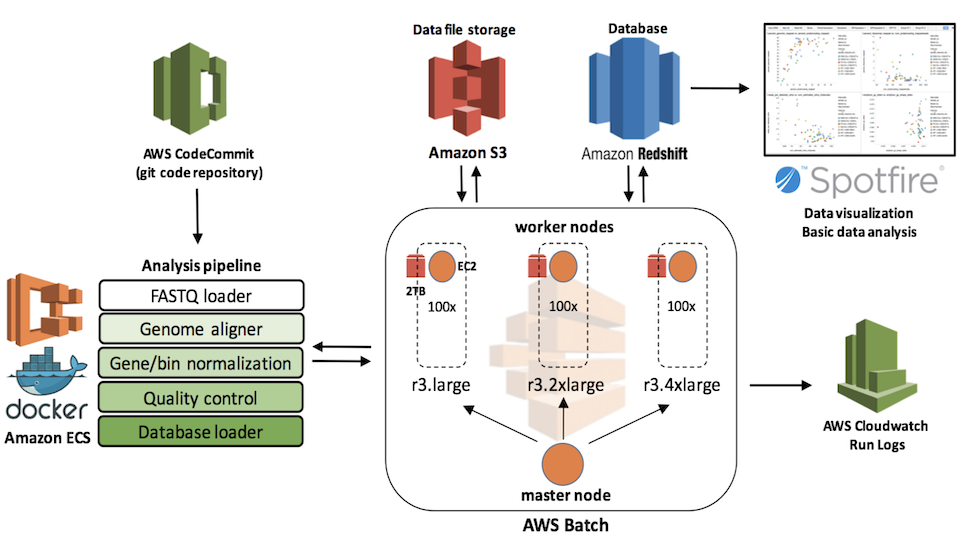 Data file storage
Database
AWS CodeCommit
(git code repository)
Amazon S3
Amazon Redshift
Spotfire
Data visualization
Basic data analysis
Analysis pipeline
FASTQ loader
Genome aligner
Gene/bin normalization
Quality control
Database loader
docker
Amazon ECS
worker nodes
EC2
2TB
100x
100x
100x
r3.large
r3.2xlarge
r3.4xlarge
master node
AWS Batch
AWS Cloudwatch
Run Logs